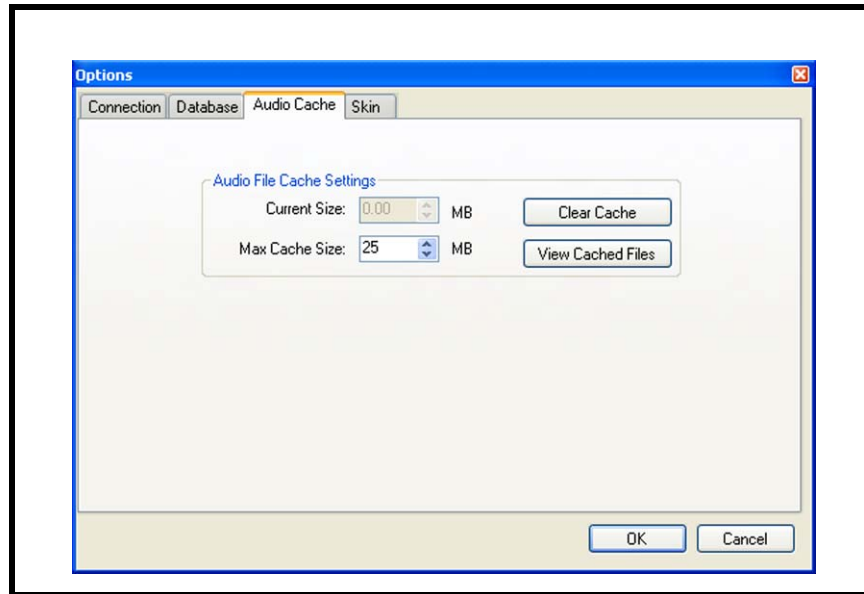 Options
Connection Database Audio Cache Skin
Audio File Cache Settings
Current Size: 0.00 MB Clear Cache
Max Cache Size: 25 MB View Cached Files
OK Cancel